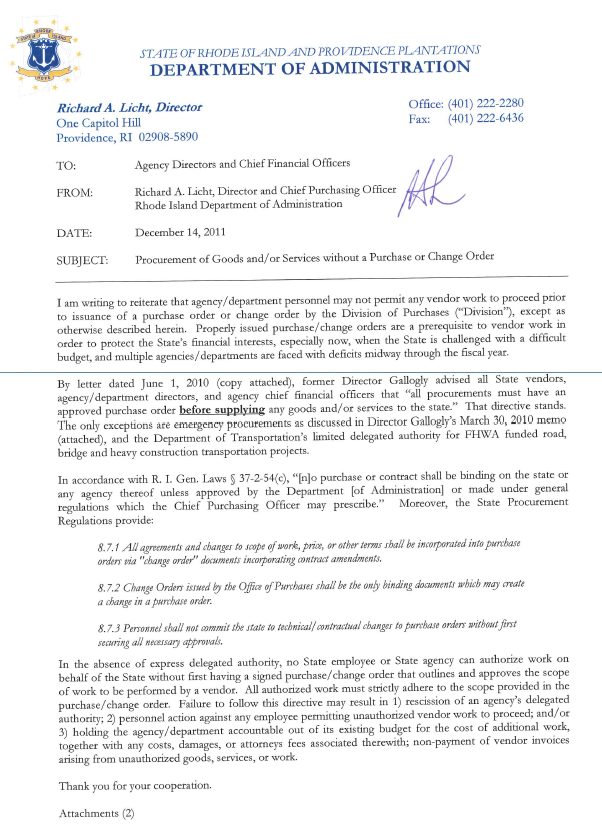 STATE OF RHODE ISLAND AND PROVIDENCE PLANTATIONS
DEPARTMENT OF ADMINISTRATION
Richard A. Licht, Director
One Capitol Hill
Providence, RI 02908-5890
Office: (401) 222-2280
Fax: (401) 222-6436
TO: Agency Directors and Chief Financial Officers
FROM: Richard A. Licht, Director and Chief Purchasing Officer
Rhode Island Department of Administration
DATE: December 14, 2011
SUBJECT: Procurement of Goods and/or Services without a Purchase or Change Order
I am writing to reiterate that agency/department personnel may not permit any vendor work to proceed prior
to issuance of a purchase order or change order by the Division of Purchases (“Division”), except as
otherwise described herein. Properly issued purchase/change orders are a prerequisite to vendor work in
order to protect the State’s financial interests, especially now, when the State is challenged with a difficult
budget, and multiple agencies/departments are faced with deficits midway through the fiscal year.
By letter dated June 1, 2010 (copy attached), former Director Gallogly advised all State vendors,
agency/department directors, and agency chief financial officers that “all procurements must have an
approved purchase order before supplying any goods and/or services to the state.” That directive stands.
The only exceptions are emergency procurements as discussed in Director Gallogly’s March 30, 2010 memo
(attached), and the Department of Transportation’s limited delegated authority for FHWA funded road,
bridge and heavy construction transportation projects.
In accordance with R. I. Gen. Laws § 37-2-54(c), “[n]o purchase or contract shall be binding on the state or
any agency thereof unless approved by the Department [of Administration] or made under general
regulations which the Chief Purchasing Officer may prescribe.” Moreover, the State Procurement
Regulations provide:
8.7.1 All agreements and changes to scope of work, price, or other terms shall be incorporated into purchase
orders via "change order" documents incorporating contract amendments.
8.7.2 Change Orders issued by the Office of Purchases shall be the only binding documents which may create
a change in a purchase order.
8.7.3 Personnel shall not commit the state to technical/contractual changes to purchase orders without first
securing all necessary approvals.
In the absence of express delegated authority, no State employee or State agency can authorize work on
behalf of the State without first having a signed purchase/change order that outlines and approves the scope
of work to be performed by a vendor. All authorized work must strictly adhere to the scope provided in the
purchase/change order. Failure to follow this directive may result in 1) rescission of an agency’s delegated
authority; 2) personnel action against any employee permitting unauthorized vendor work to proceed; and/or
3) holding the agency/department accountable out of its existing budget for the cost of additional work,
together with any costs, damages, or attorneys fees associated therewith; non-payment of vendor invoices
arising from unauthorized goods, services, or work.
Thank you for your cooperation.
Attachments (2)